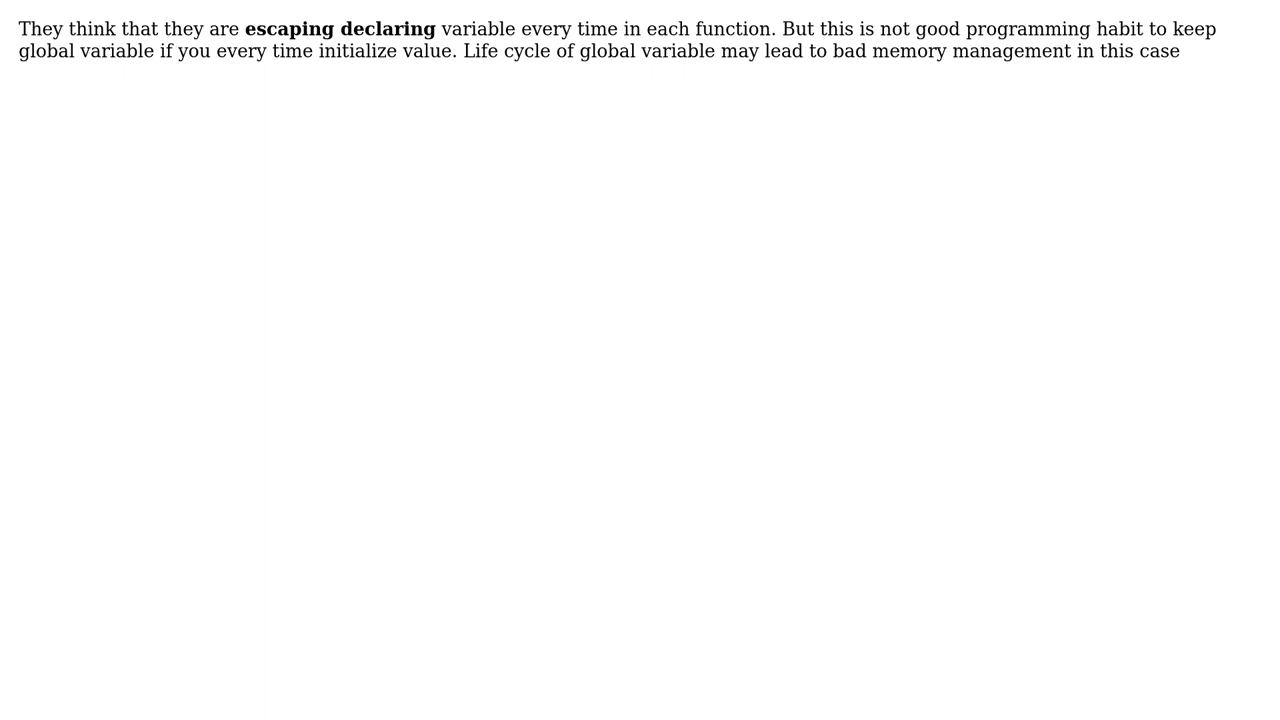 They think that they are escaping declaring variable every time in each function. But this is not good programming habit to keep
global variable if you every time initialize value. Life cycle of global variable may lead to bad memory management in this case